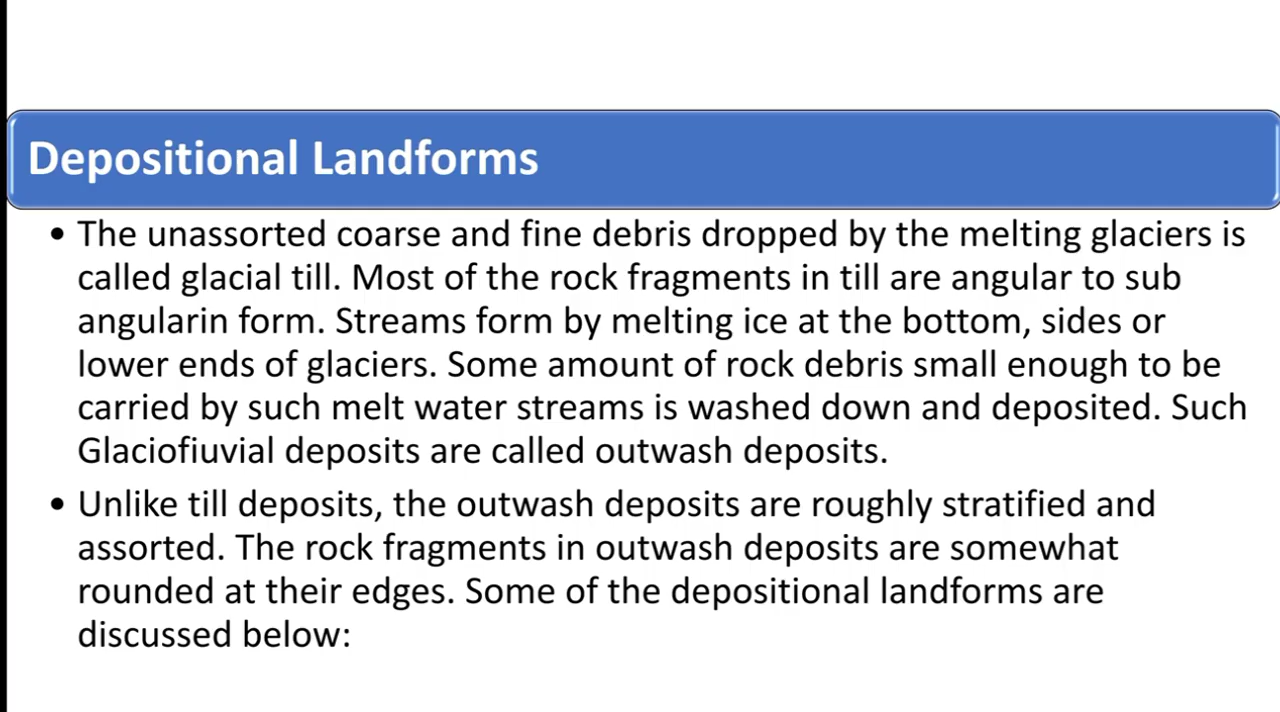 Depositional Landforms
• The unassorted coarse and fine debris dropped by the melting glaciers is
called glacial till. Most of the rock fragments in till are angular to sub
angularin form. Streams form by melting ice at the bottom, sides or
lower ends of glaciers. Some amount of rock debris small enough to be
carried by such melt water streams is washed down and deposited. Such
Glaciofiuvial deposits are called outwash deposits.
• Unlike till deposits, the outwash deposits are roughly stratified and
assorted. The rock fragments in outwash deposits are somewhat
rounded at their edges. Some of the depositional landforms are
discussed below: